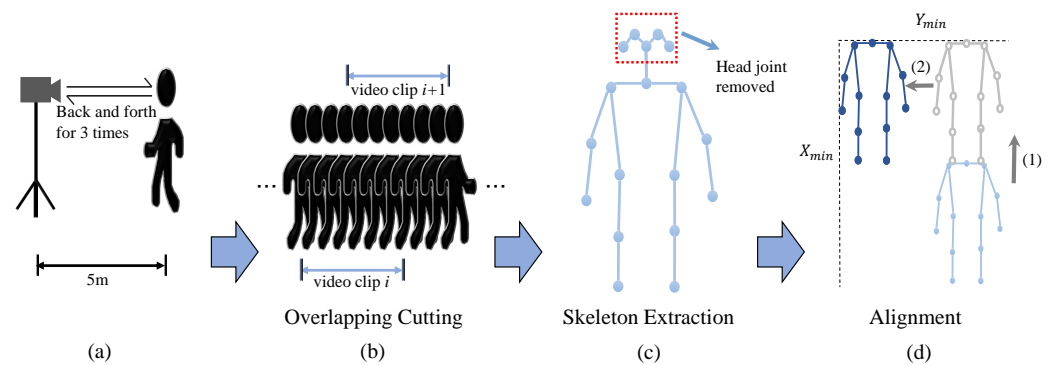 Back and forth
for 3 times
5m
(a)
video clip i+1
...
...
video clip i
Overlapping Cutting
(b)
Head joint
removed
Skeleton Extraction
(c)
Y_min
X_min
(2)
(1)
Alignment
(d)